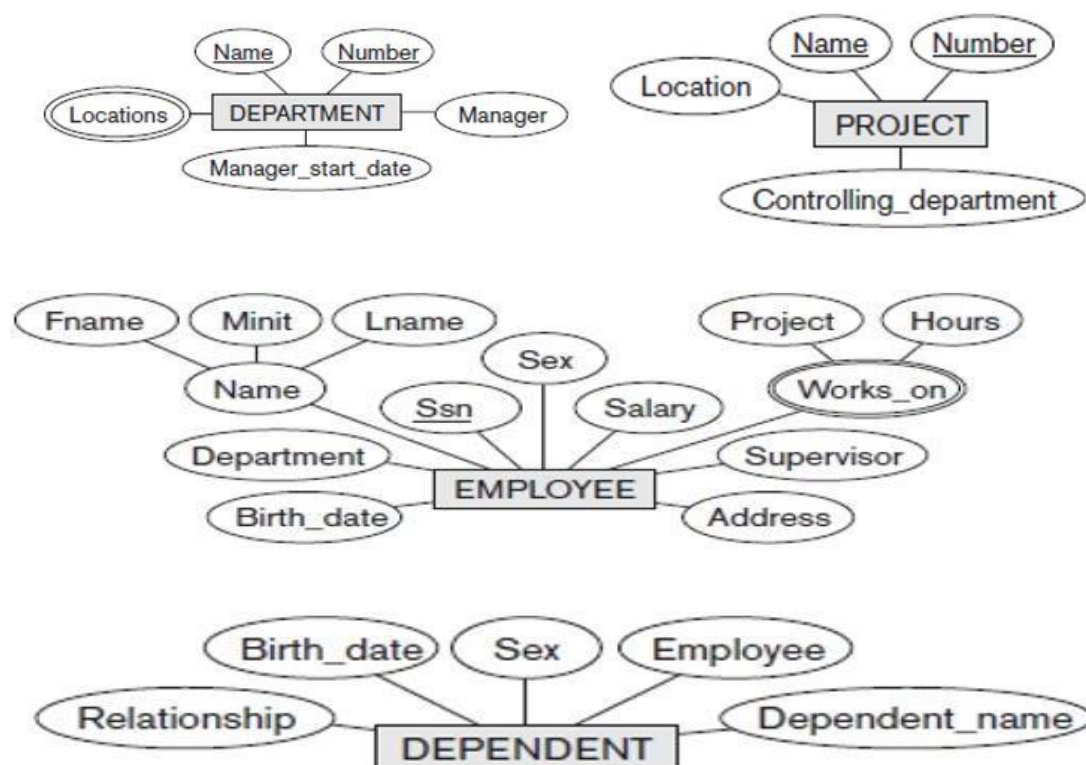 Name
Number
Locations
DEPARTMENT
Manager
Manager_start_date
Name
Number
Location
PROJECT
Controlling_department
Fname
Minit
Lname
Name
Ssn
Sex
Salary
Project
Hours
Works_on
Department
Supervisor
EMPLOYEE
Birth_date
Address
Birth_date
Sex
Employee
Relationship
Dependent_name
DEPENDENT